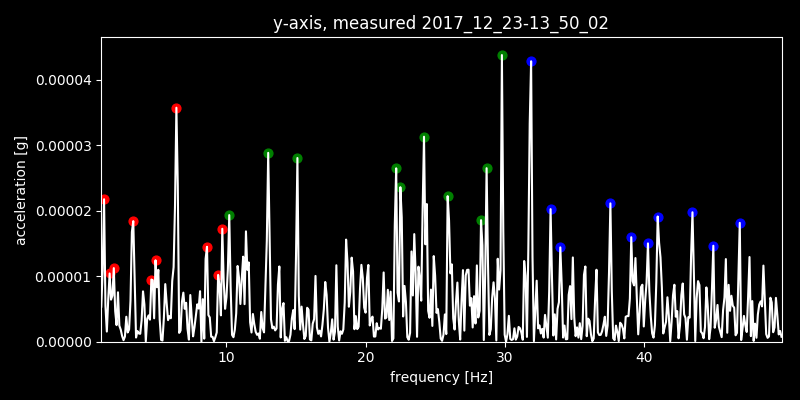 y-axis, measured 2017_12_23-13_50_02
0.00004
0.00003
0.00002
0.00001
0.00000
acceleration [g]
10 20 30 40
frequency [Hz]